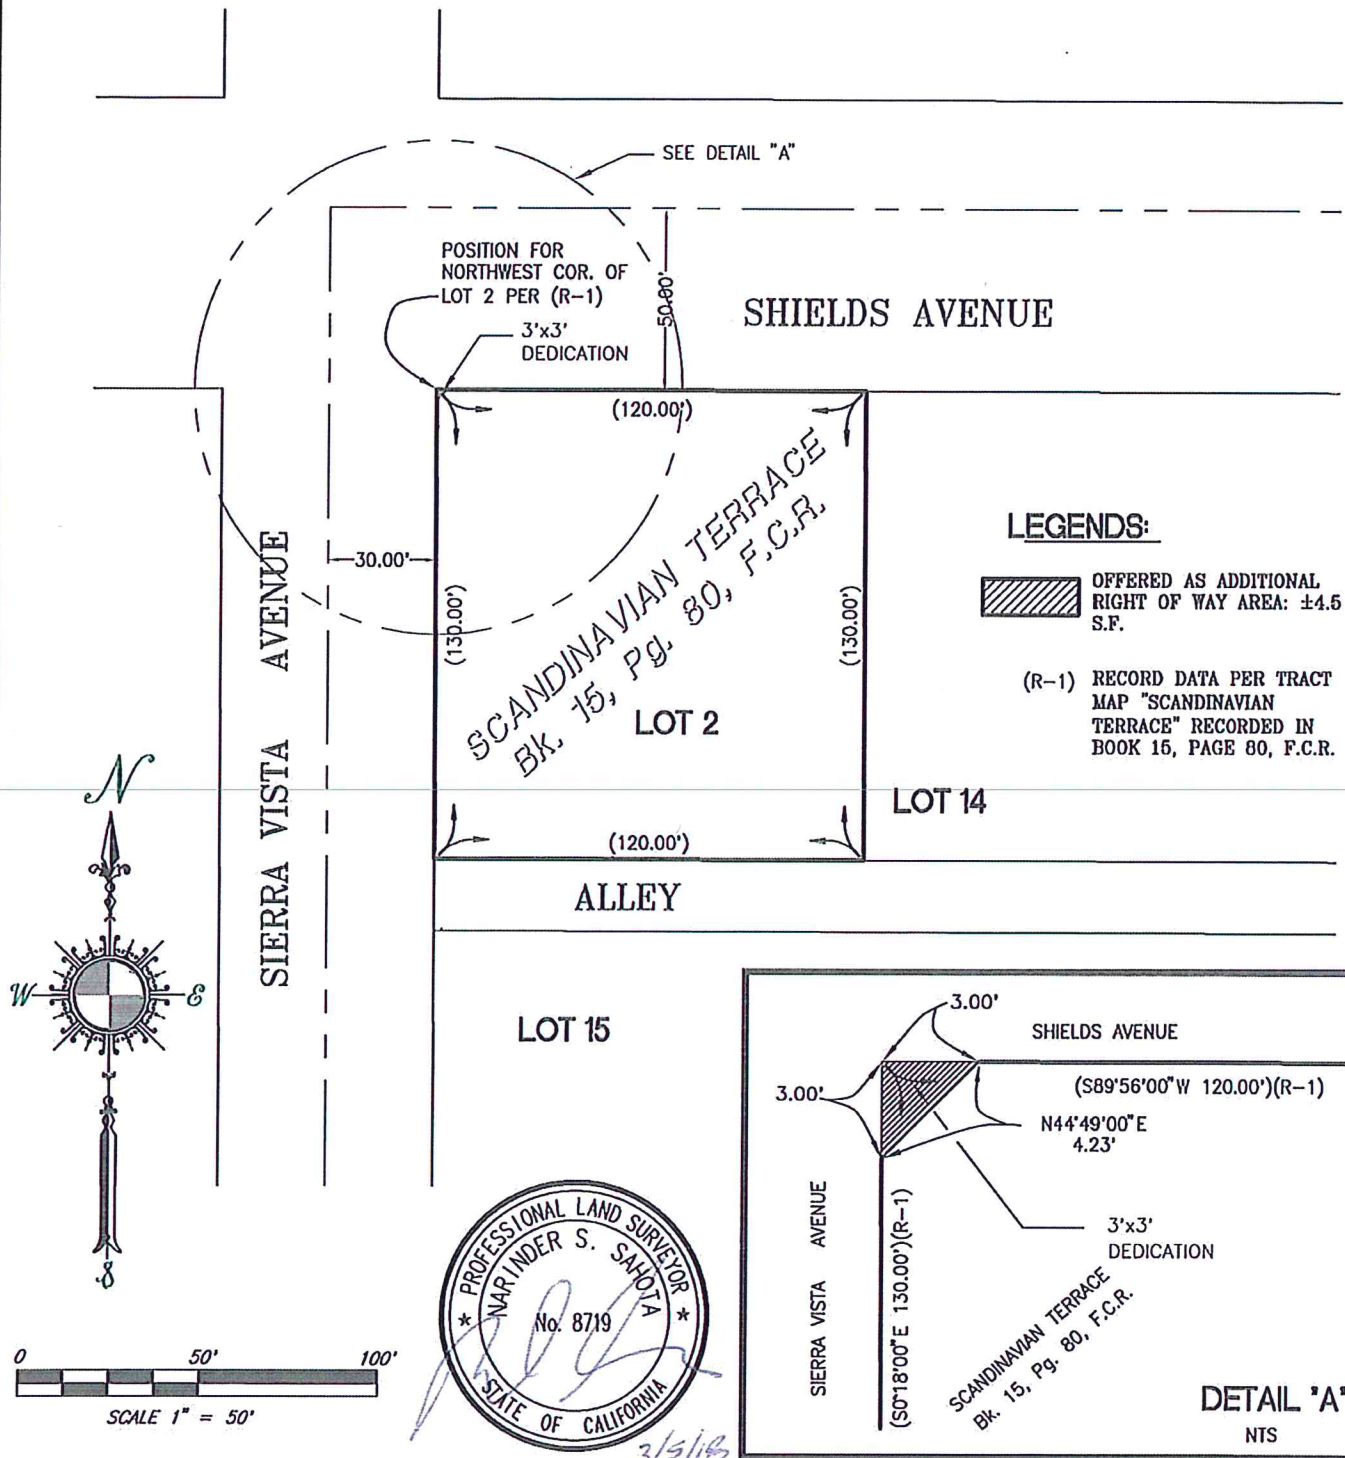 SEE DETAIL "A"
POSITION FOR
NORTHWEST COR. OF
LOT 2 PER (R-1)
3'x3'
DEDICATION
50.00'
SHIELDS AVENUE
(120.00')
30.00'
(130.00')
(130.00')
SCANDINAVIAN TERRACE
Bk. 15, Pg. 80, F.C.R.
LOT 2
SIERRA VISTA AVENUE
LEGENDS:
OFFERED AS ADDITIONAL
RIGHT OF WAY AREA: ±4.5
S.F.
(R-1) RECORD DATA PER TRACT
MAP "SCANDINAVIAN
TERRACE" RECORDED IN
BOOK 15, PAGE 80, F.C.R.
LOT 14
(120.00')
ALLEY
LOT 15
N
W E
S
0 50' 100'
SCALE 1" = 50'
PROFESSIONAL LAND SURVEYOR
NARINDER S. SAHOTA
No. 8719
STATE OF CALIFORNIA
3.00'
SHIELDS AVENUE
3.00'
(S89°56'00"W 120.00')(R-1)
N44°49'00"E
4.23'
SIERRA VISTA AVENUE
(S0°18'00"E 130.00')(R-1)
3'x3'
DEDICATION
SCANDINAVIAN TERRACE
Bk. 15, Pg. 80, F.C.R.
DETAIL "A"
NTS